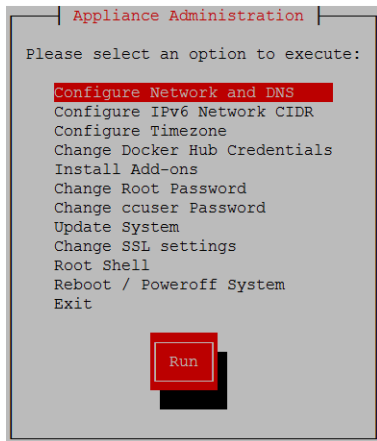 Appliance Administration
Please select an option to execute:
Configure Network and DNS
Configure IPv6 Network CIDR
Configure Timezone
Change Docker Hub Credentials
Install Add-ons
Change Root Password
Change ccuser Password
Update System
Change SSL settings
Root Shell
Reboot / Poweroff System
Exit
Run